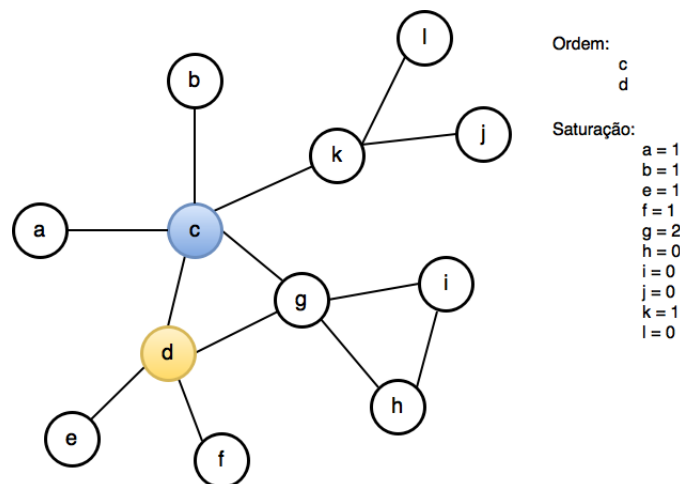 l
Ordem:
c
d
b
j
k
Saturação:
a = 1
b = 1
e = 1
f = 1
g = 2
h = 0
i = 0
j = 0
k = 1
l = 0
a
c
i
g
d
h
e
f